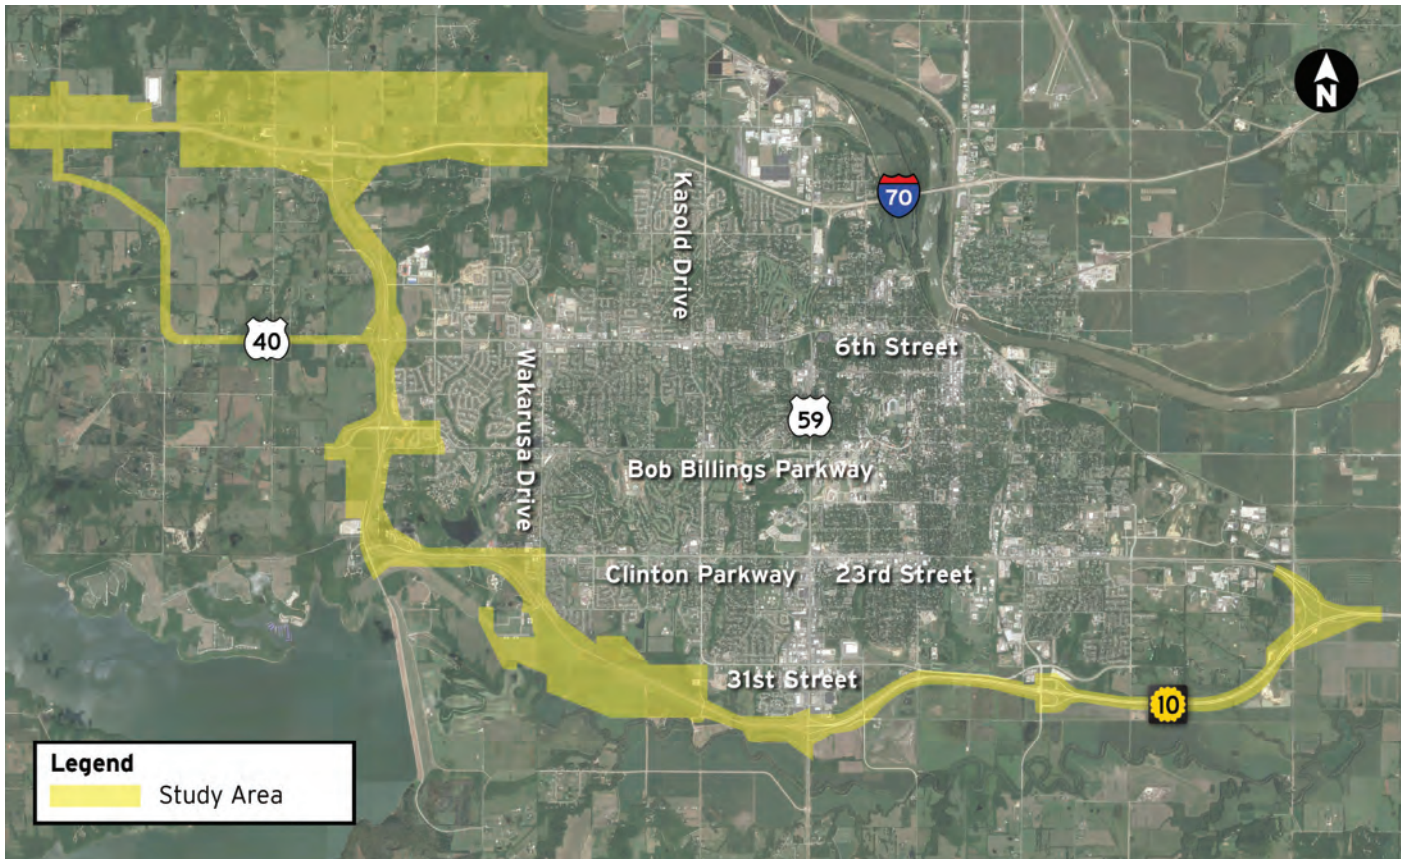 N
70
Kasold Drive
40
6th Street
Wakarusa Drive
59
Bob Billings Parkway
Clinton Parkway
23rd Street
31st Street
10
Legend
Study Area